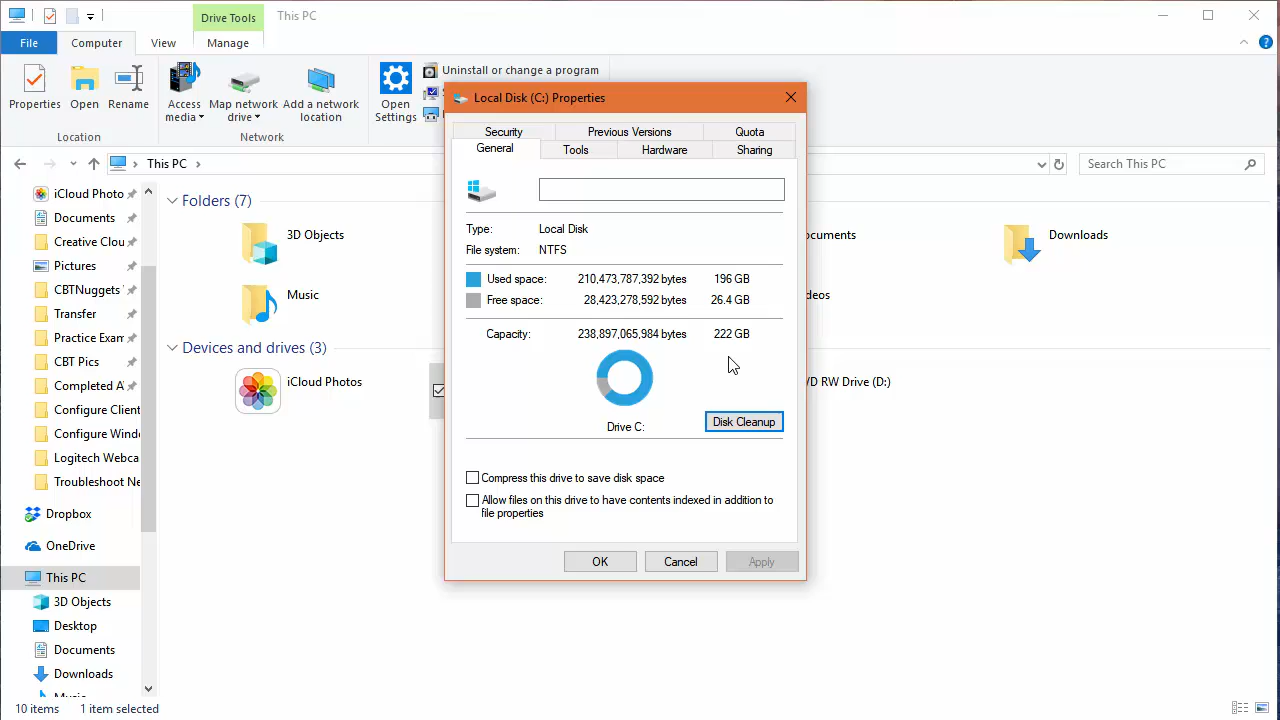 Drive Tools
This PC
File
Computer
View
Manage
Properties
Open
Rename
Access
media
Map network
drive
Add a network
location
Open
Settings
Uninstall or change a program
Location
Network
This PC
Search This PC
iCloud Photo
Documents
Creative Clou
Pictures
CBTNuggets
Transfer
Practice Exam
CBT Pics
Completed A
Configure Client
Configure Wind
Logitech Webca
Troubleshoot Ne
Dropbox
OneDrive
This PC
3D Objects
Desktop
Documents
Downloads
Folders (7)
3D Objects
ocuments
Downloads
Music
deos
Devices and drives (3)
iCloud Photos
D RW Drive (D:)
Local Disk (C:) Properties
Security
Previous Versions
Quota
General
Tools
Hardware
Sharing
Type: Local Disk
File system: NTFS
Used space: 210,473,787,392 bytes 196 GB
Free space: 28,423,278,592 bytes 26.4 GB
Capacity: 238,897,065,984 bytes 222 GB
Drive C:
Disk Cleanup
Compress this drive to save disk space
Allow files on this drive to have contents indexed in addition to
file properties
OK
Cancel
Apply
10 items
1 item selected